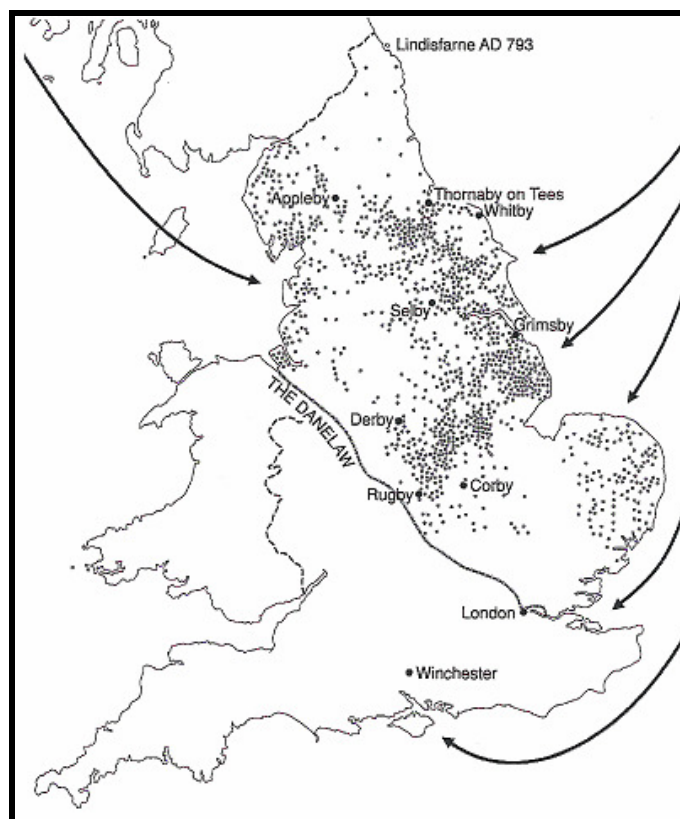 Lindisfarne AD 793
Appleby
Thornaby on Tees
Whitby
Selby
Grimsby
THE DANELAW
Derby
Rugby
Corby
London
Winchester